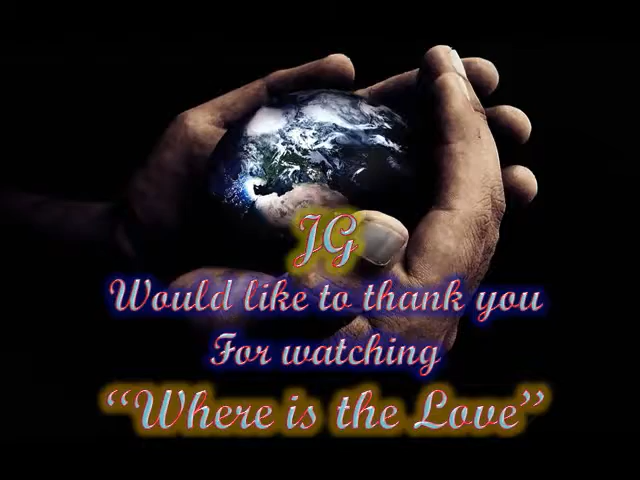 JG
Would like to thank you
For watching
“Where is the Love”